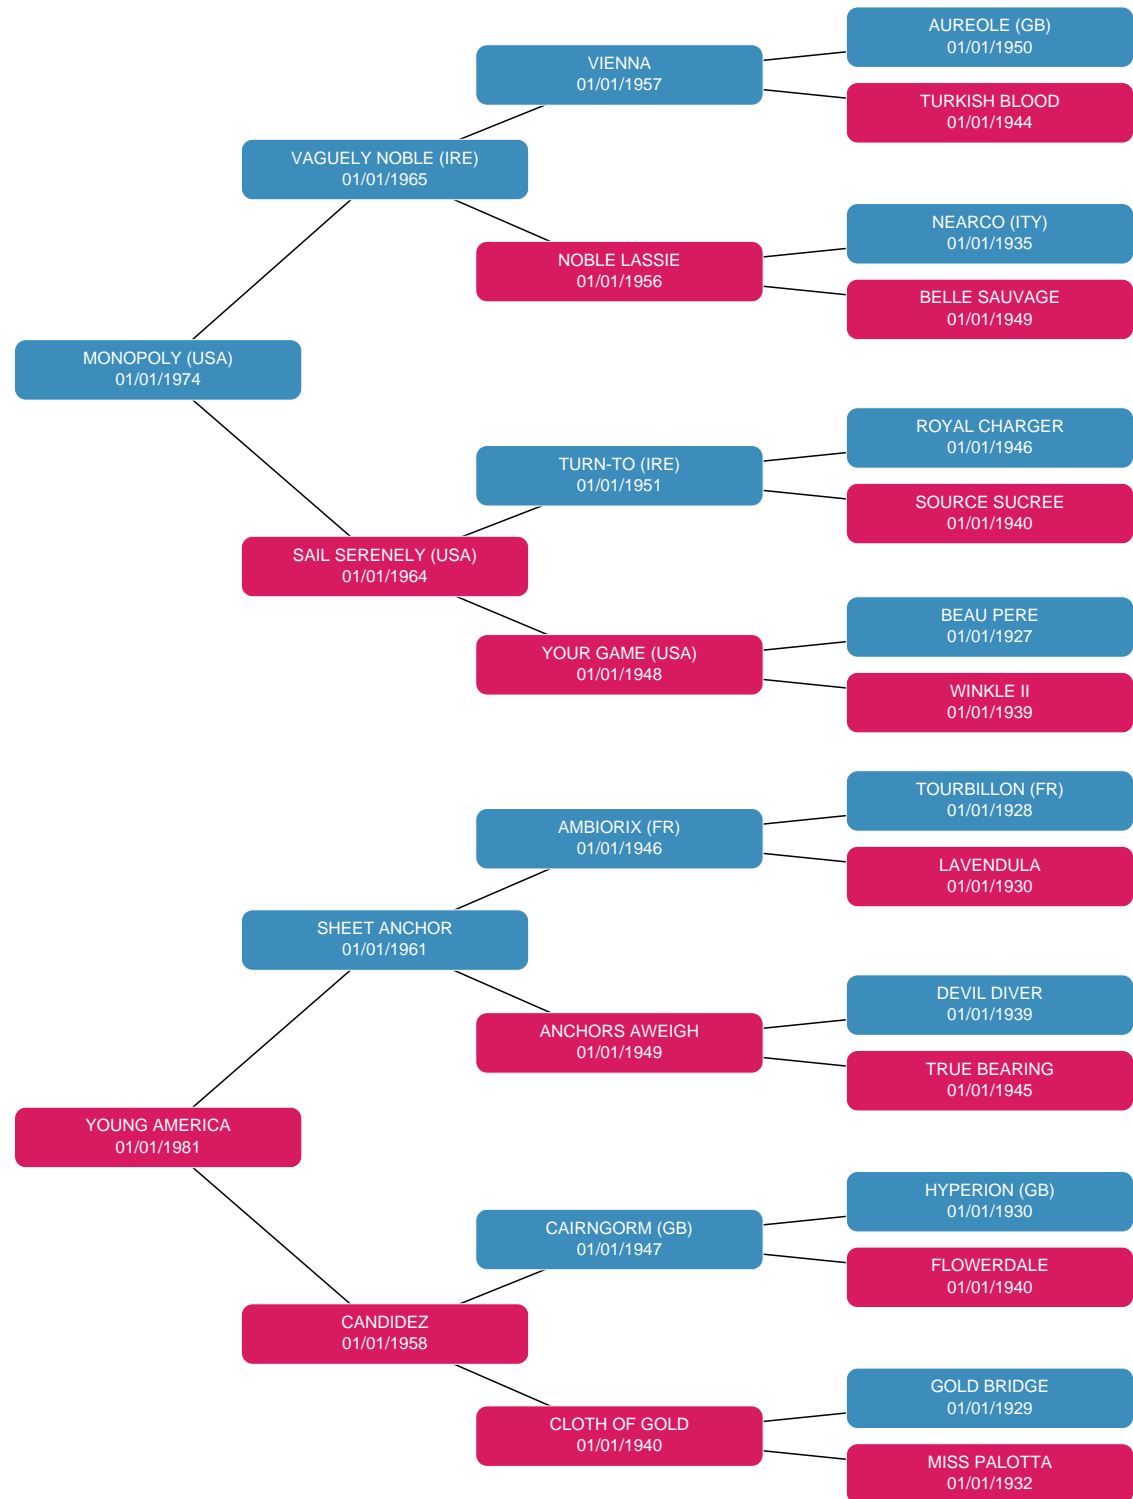 AUREOLE (GB)
01/01/1950
VIENNA
01/01/1957
TURKISH BLOOD
01/01/1944
VAGUELY NOBLE (IRE)
01/01/1965
NEARCO (ITY)
01/01/1935
NOBLE LASSIE
01/01/1956
BELLE SAUVAGE
01/01/1949
MONOPOLY (USA)
01/01/1974
ROYAL CHARGER
01/01/1946
TURN-TO (IRE)
01/01/1951
SOURCE SUCREE
01/01/1940
SAIL SERENELY (USA)
01/01/1964
BEAU PERE
01/01/1927
YOUR GAME (USA)
01/01/1948
WINKLE II
01/01/1939
TOURBILLON (FR)
01/01/1928
AMBIORIX (FR)
01/01/1946
LAVENDULA
01/01/1930
SHEET ANCHOR
01/01/1961
DEVIL DIVER
01/01/1939
ANCHORS AWEIGH
01/01/1949
TRUE BEARING
01/01/1945
YOUNG AMERICA
01/01/1981
HYPERION (GB)
01/01/1930
CAIRNGORM (GB)
01/01/1947
FLOWERDALE
01/01/1940
CANDIDEZ
01/01/1958
GOLD BRIDGE
01/01/1929
CLOTH OF GOLD
01/01/1940
MISS PALOTTA
01/01/1932